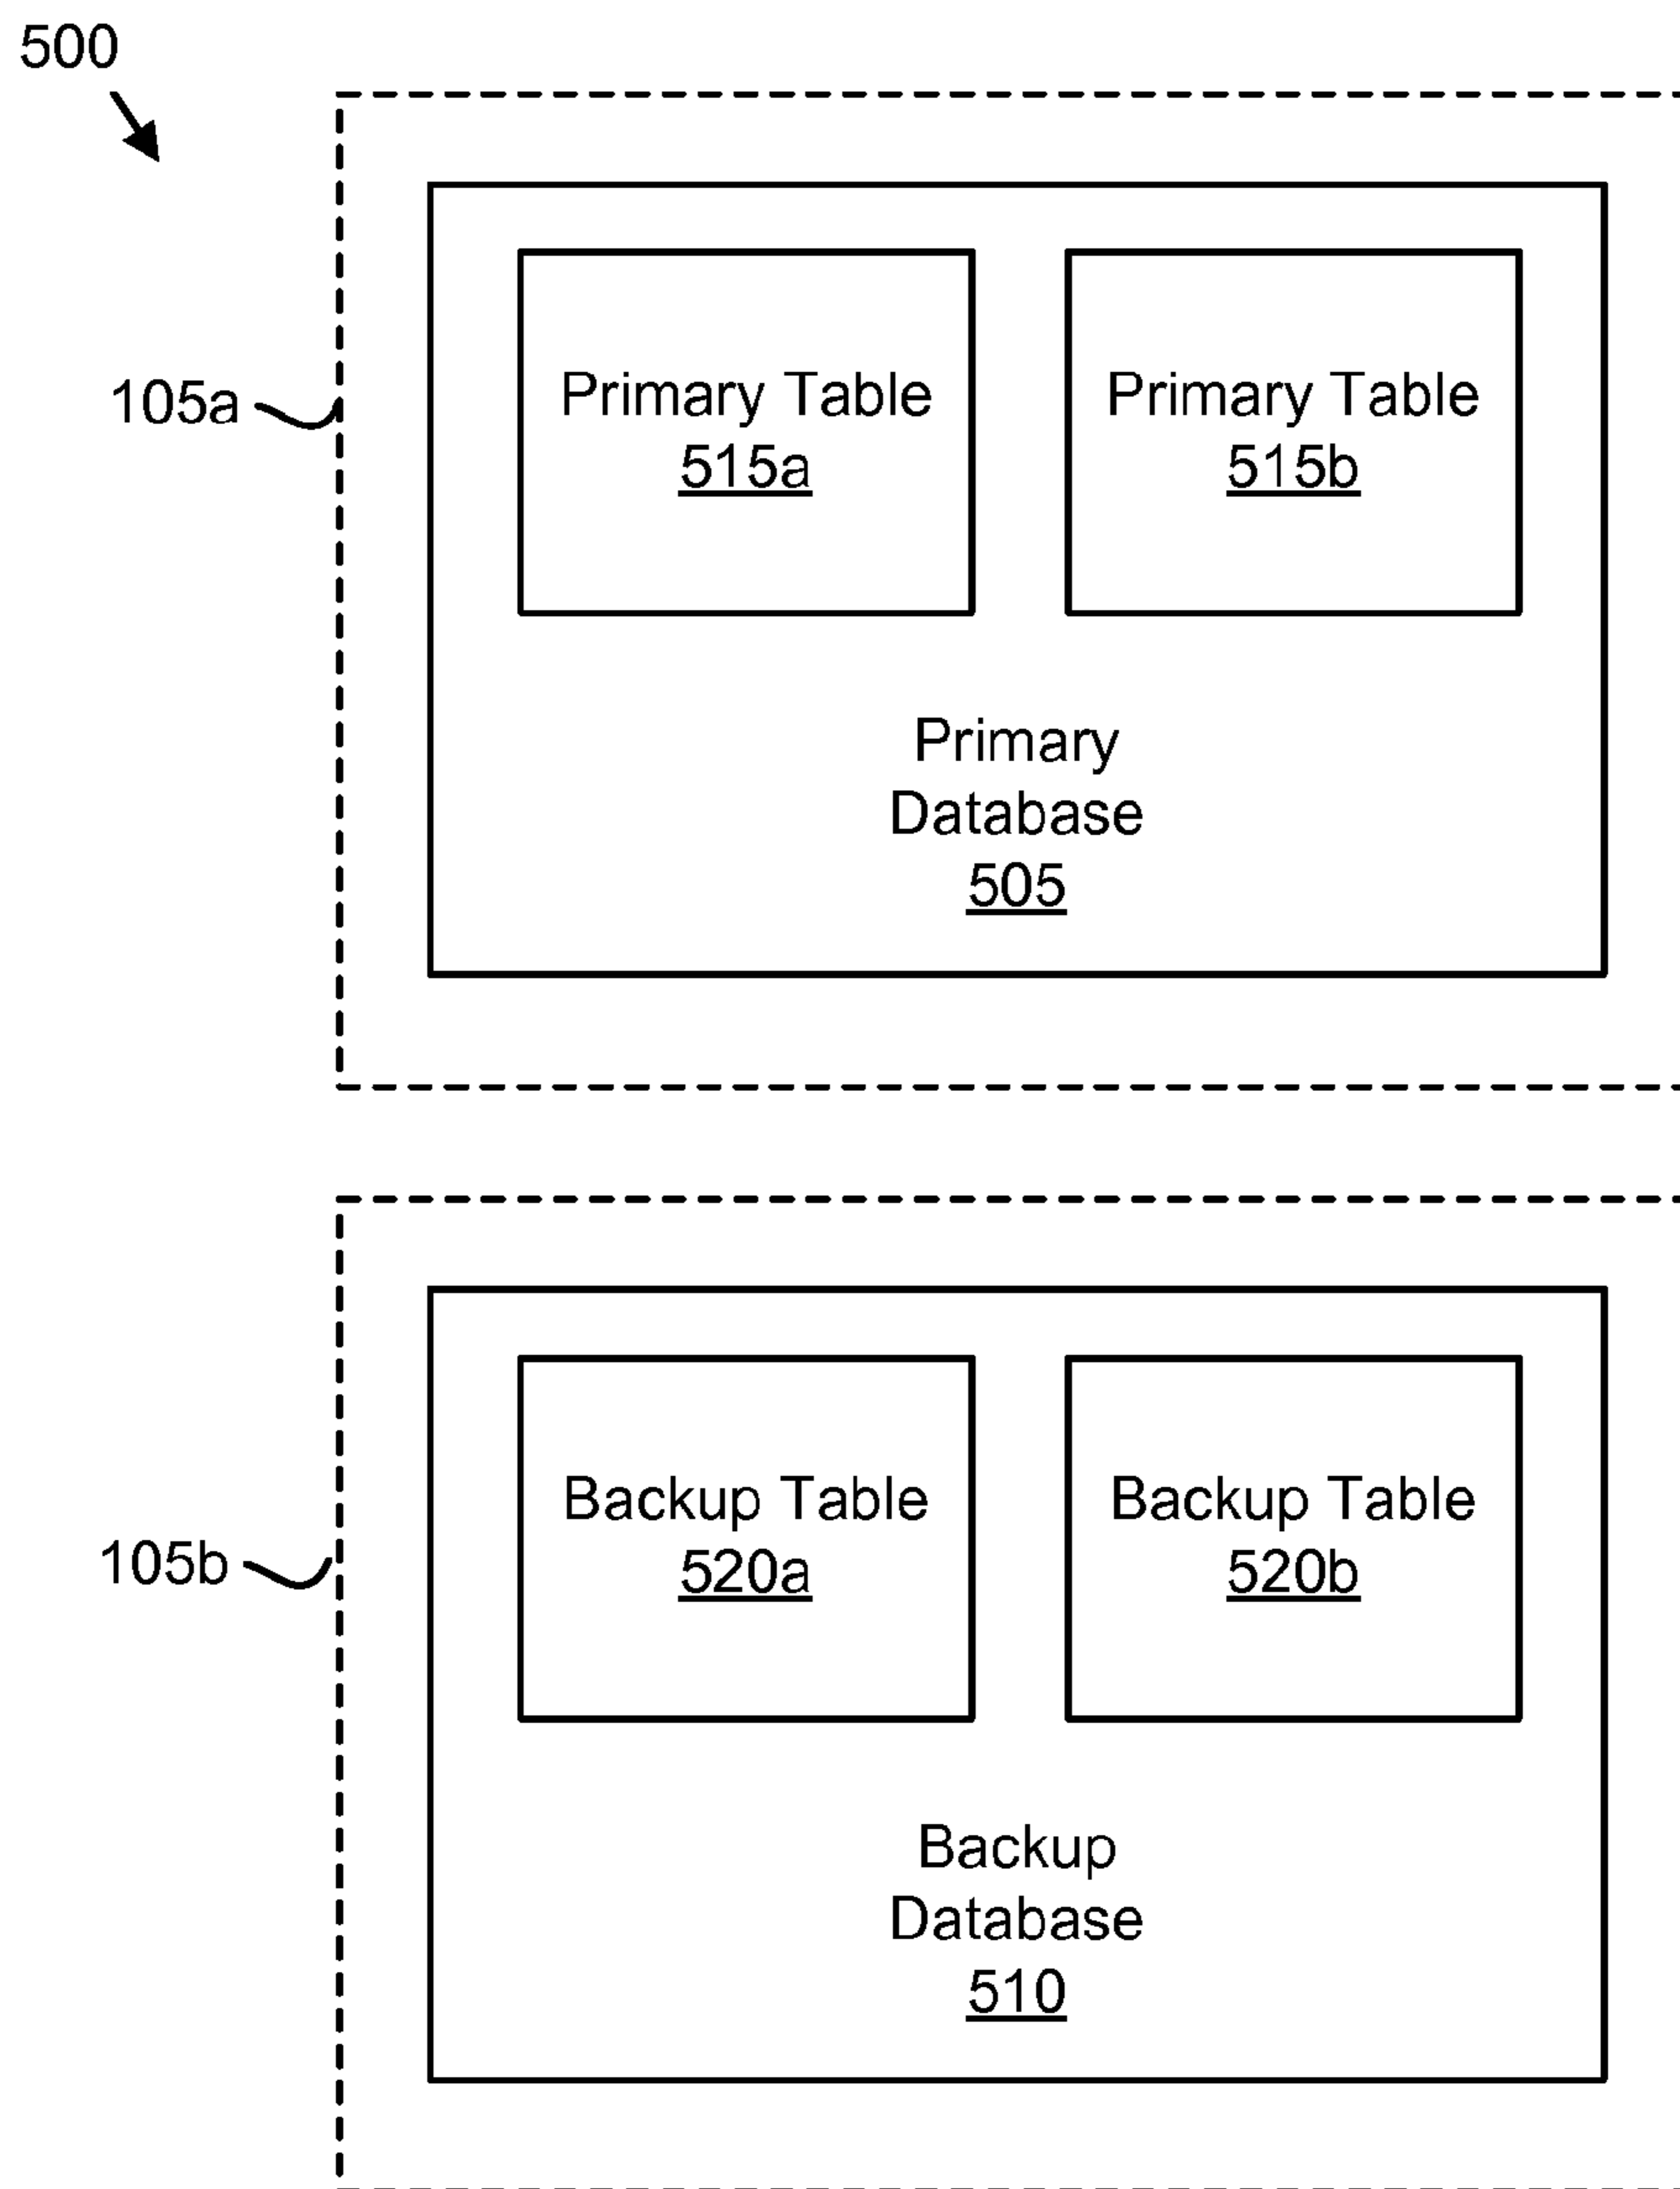 500
105a
Primary Table
515a
Primary Table
515b
Primary
Database
505
105b
Backup Table
520a
Backup Table
520b
Backup
Database
510